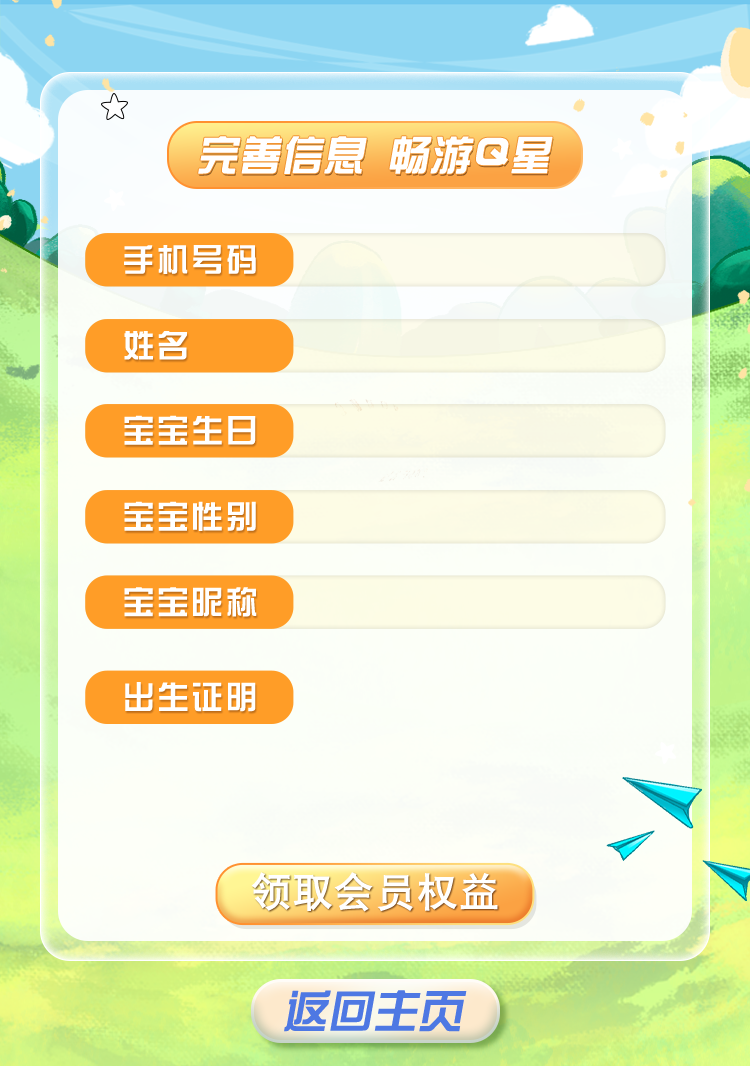 完善信息 畅游Q星
手机号码
姓名
宝宝生日
宝宝性别
宝宝昵称
出生证明
领取会员权益
返回主页